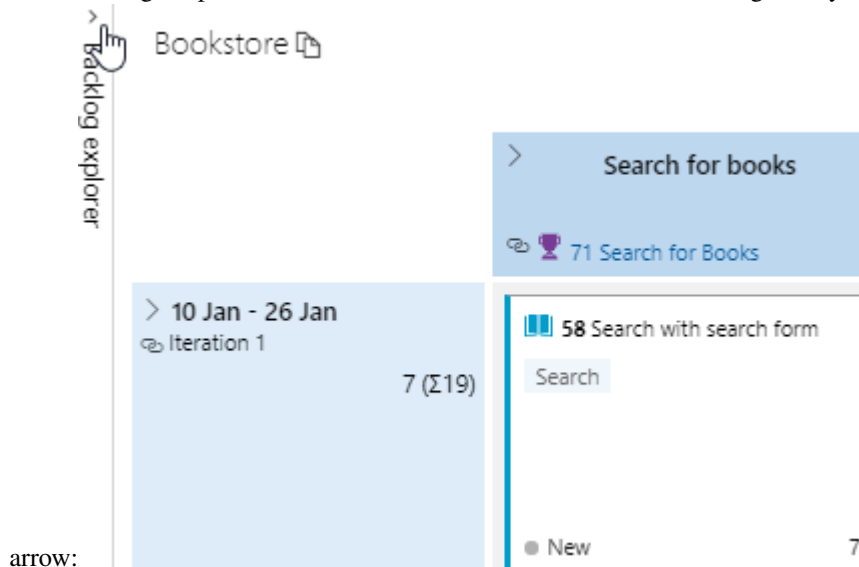 Backlog explorer
Bookstore
Search for books
71 Search for Books
10 Jan - 26 Jan
Iteration 1
7 (Σ19)
58 Search with search form
Search
New
7
arrow: